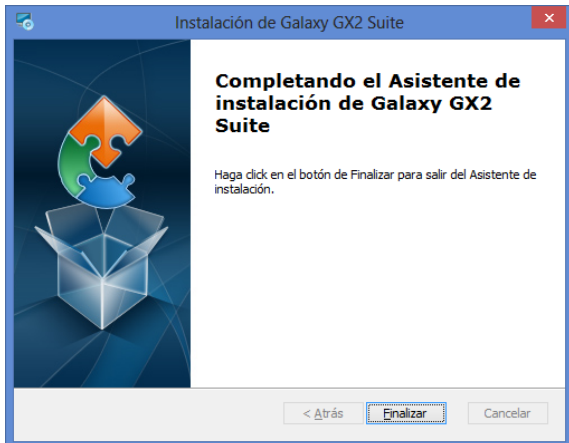 Instalación de Galaxy GX2 Suite
Completando el Asistente de
instalación de Galaxy GX2
Suite
Haga click en el botón de Finalizar para salir del Asistente de
instalación.
< Atrás
Finalizar
Cancelar